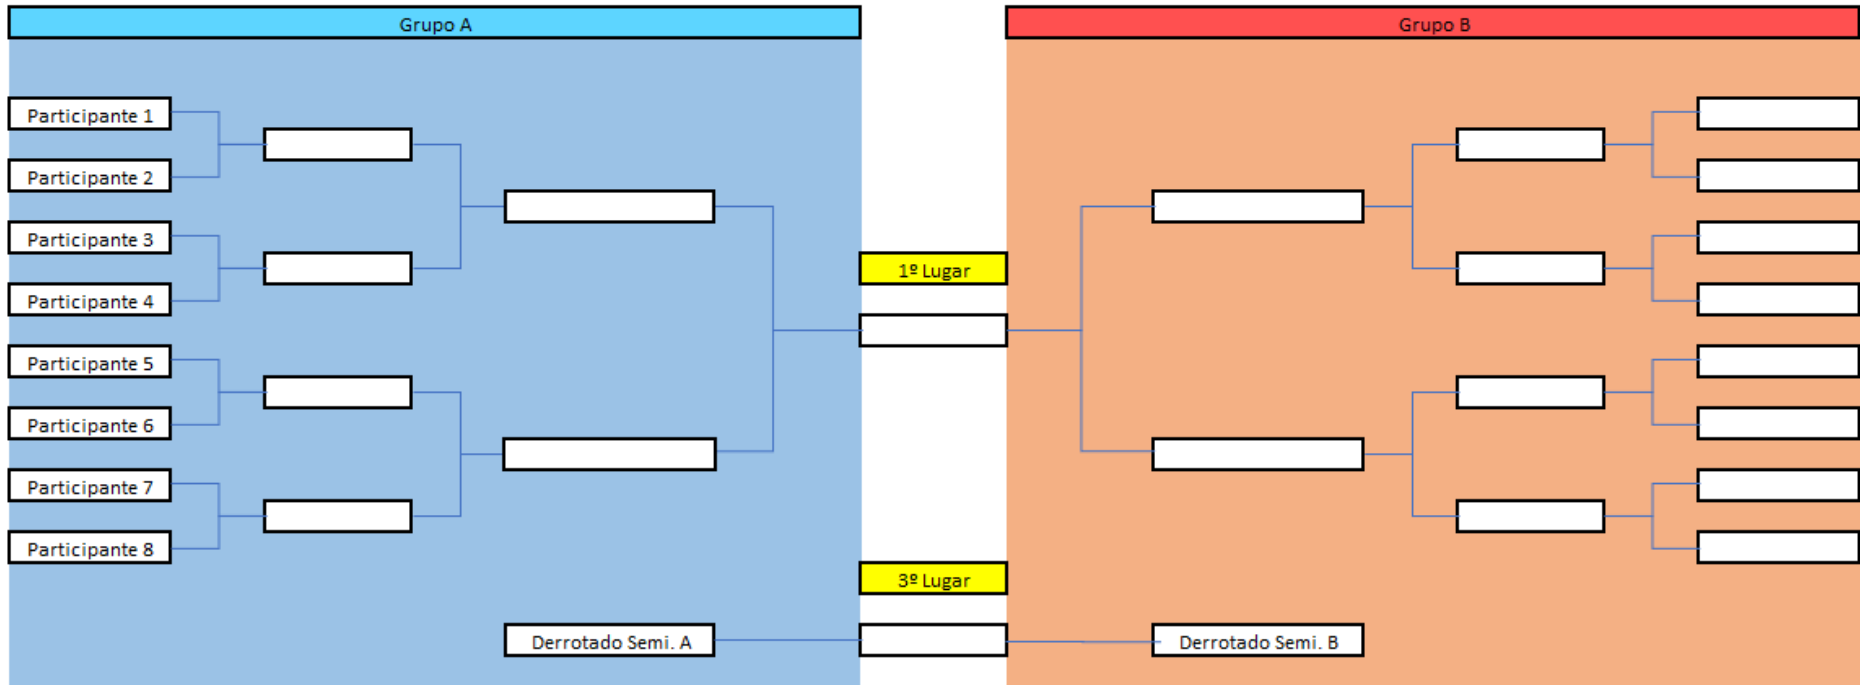 Grupo A
Grupo B
Participante 1
Participante 2
Participante 3
Participante 4
Participante 5
Participante 6
Participante 7
Participante 8
1º Lugar
3º Lugar
Derrotado Semi. A
Derrotado Semi. B